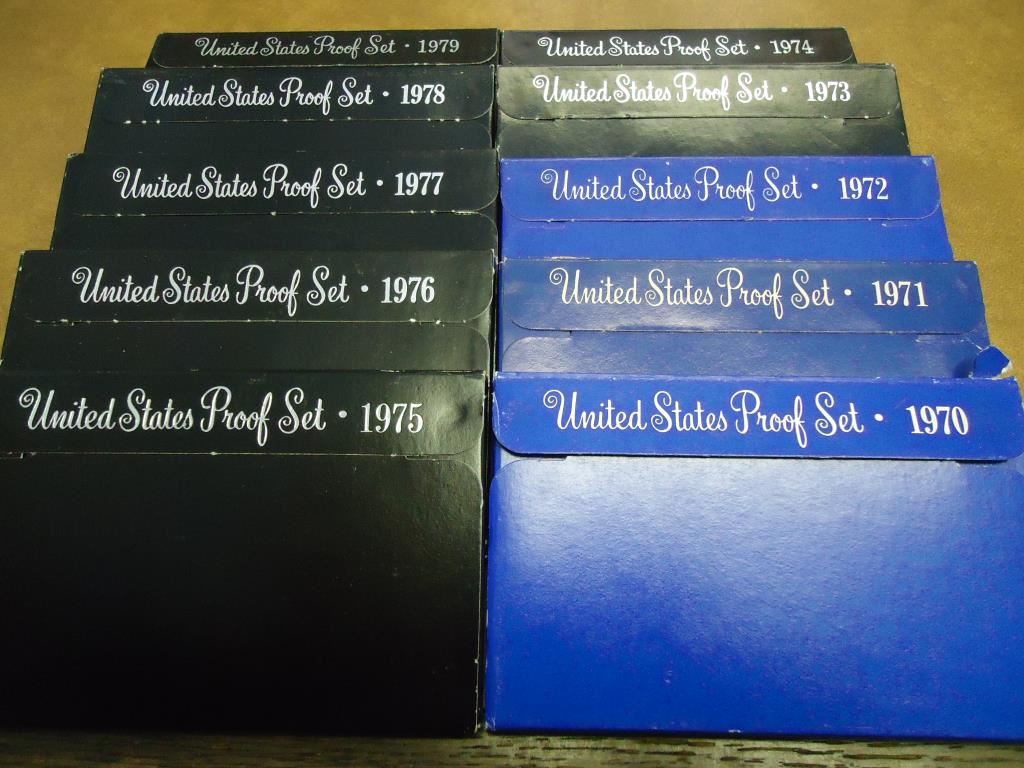 United States Proof Set · 1979
United States Proof Set · 1978
United States Proof Set · 1977
United States Proof Set · 1976
United States Proof Set · 1975
United States Proof Set · 1974
United States Proof Set · 1973
United States Proof Set · 1972
United States Proof Set · 1971
United States Proof Set · 1970